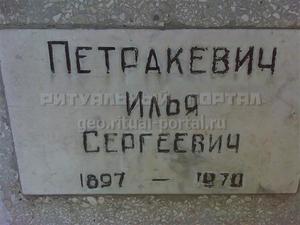 ПЕТРАКЕВИЧ
РИТУАЛЬНЫЙ ПОРТАЛ
ИЛЬЯ
geo.ritual-portal.ru
СЕРГЕЕВИЧ
1897 — 1970